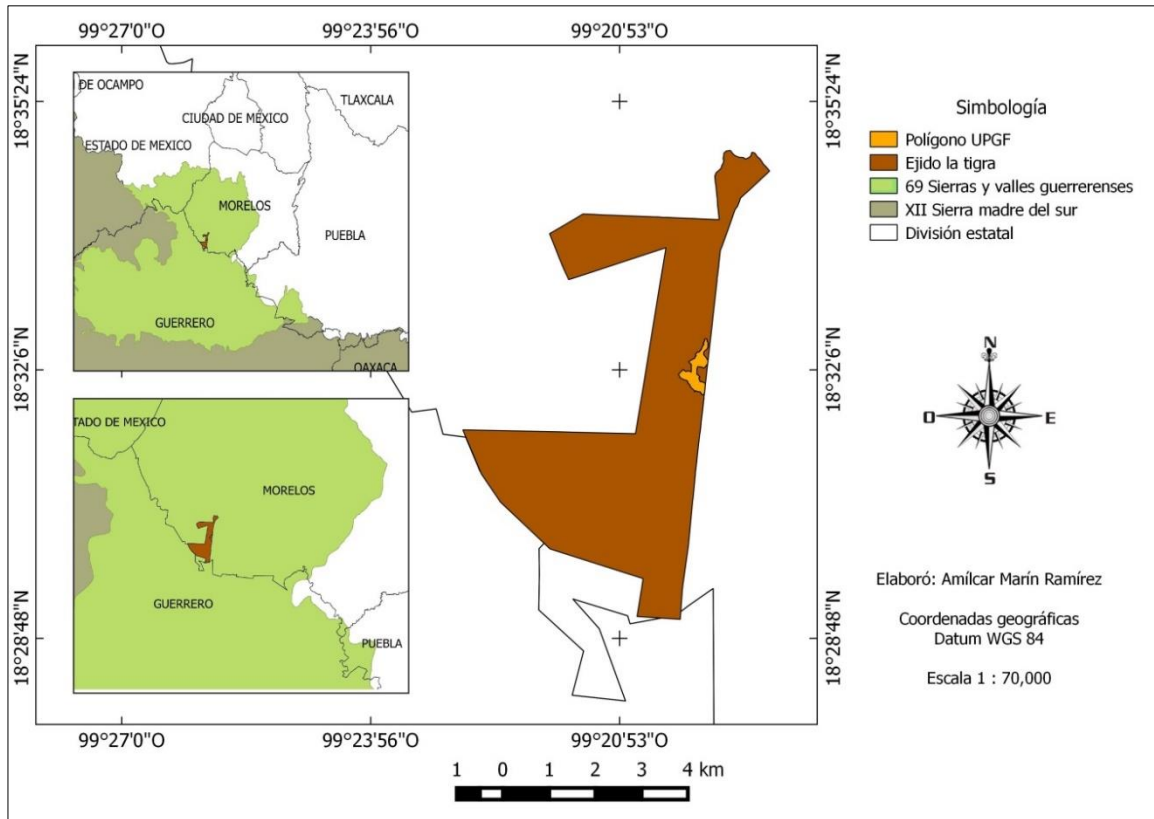 99°27'0"O
99°23'56"O
99°20'53"O
18°35'24"N
18°32'6"N
18°28'48"N
DE OCAMPO
TLAXCALA
CIUDAD DE MÉXICO
ESTADO DE MÉXICO
MORELOS
PUEBLA
GUERRERO
OAXACA
TADO DE MEXICO
MORELOS
GUERRERO
PUEBLA
18°35'24"N
18°32'6"N
18°28'48"N
99°27'0"O
99°23'56"O
99°20'53"O
1 0 1 2 3 4 km
Simbología
Polígono UPGF
Ejido la tigra
69 Sierras y valles guerrerenses
XII Sierra madre del sur
División estatal
N
O
E
S
Elaboró: Amílcar Marín Ramírez
Coordenadas geográficas
Datum WGS 84
Escala 1 : 70,000